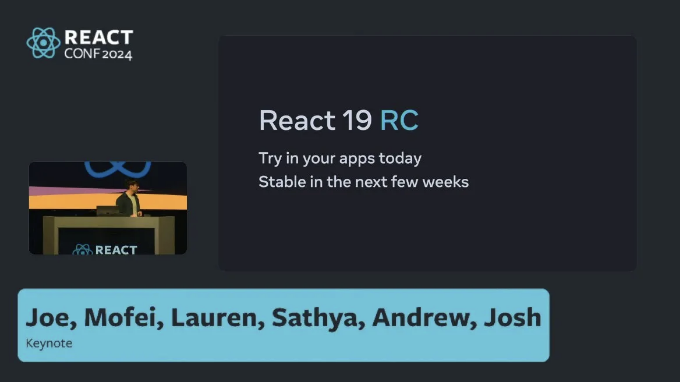 REACT
CONF 2024
React 19 RC
Try in your apps today
Stable in the next few weeks
REACT
Joe, Mofei, Lauren, Sathya, Andrew, Josh
Keynote